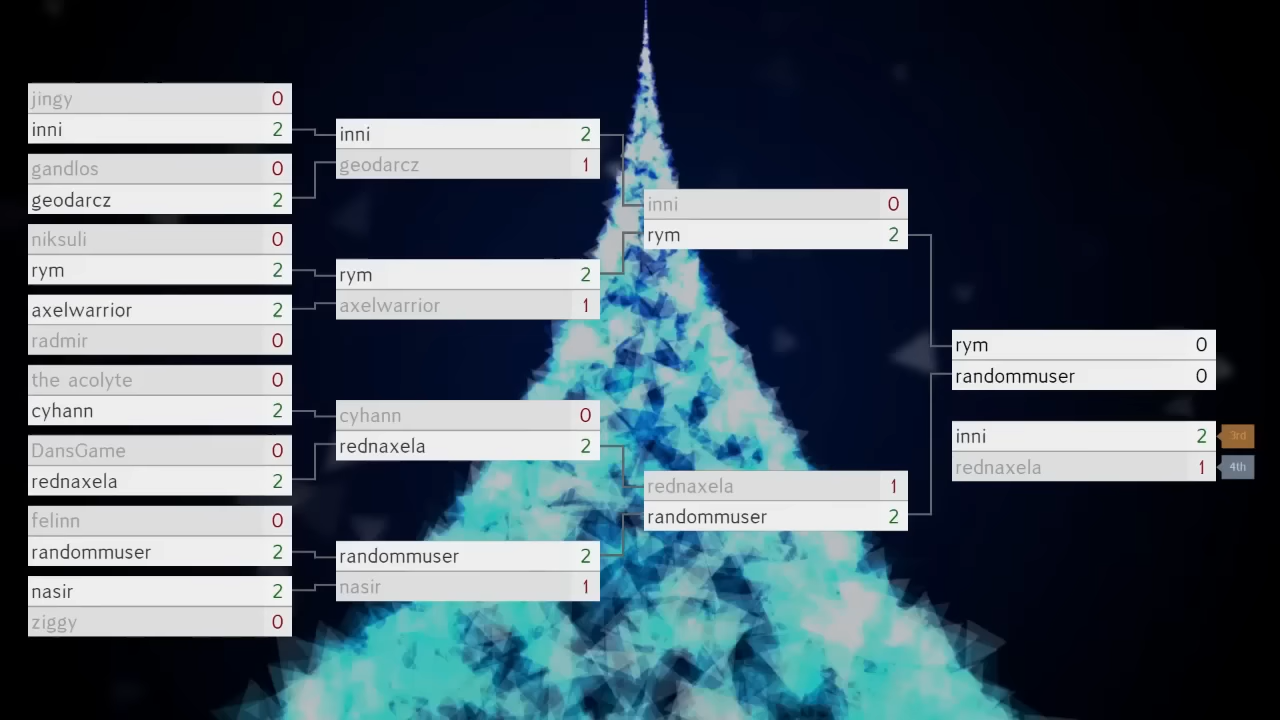 jingy 0
inni 2
gandlos 0
geodarcz 2
niksuli 0
rym 2
axelwarrior 2
radmir 0
the acolyte 0
cyhann 2
DansGame 0
rednaxela 2
felinn 0
randommuser 2
nasir 2
ziggy 0
inni 2
geodarcz 1
rym 2
axelwarrior 1
cyhann 0
rednaxela 2
randommuser 2
nasir 1
inni 0
rym 2
rednaxela 1
randommuser 2
rym 0
randommuser 0
inni 2 3rd
rednaxela 1 4th